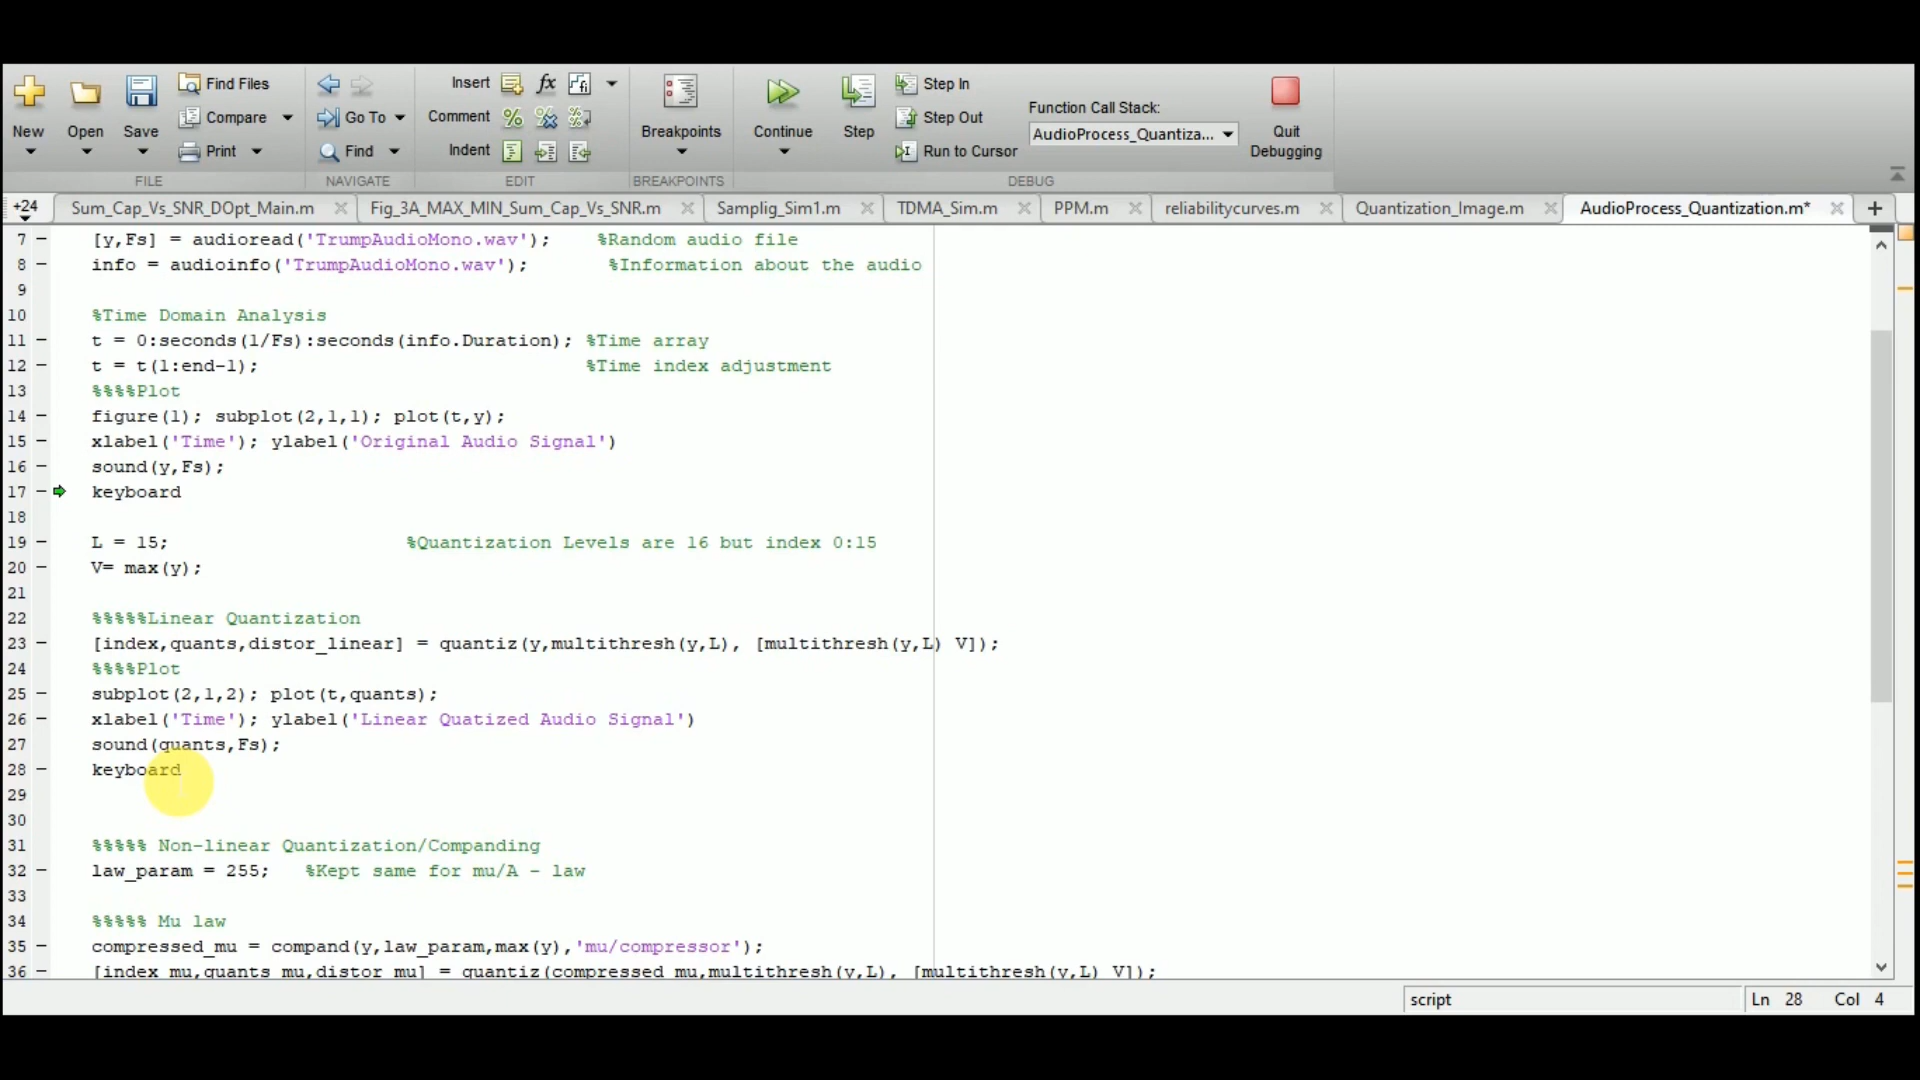 New
Open
Save
Find Files
Compare
Print
FILE
Go To
Find
NAVIGATE
Insert fx
Comment
Indent
EDIT
Breakpoints
BREAKPOINTS
Continue
Step
Step In
Step Out
Run to Cursor
Function Call Stack:
AudioProcess_Quantiza...
DEBUG
Quit
Debugging
+24 Sum_Cap_Vs_SNR_DOpt_Main.m Fig_3A_MAX_MIN_Sum_Cap_Vs_SNR.m Samplig_Sim1.m TDMA_Sim.m PPM.m reliabilitycurves.m Quantization_Image.m AudioProcess_Quantization.m* +
7 – [y,Fs] = audioread('TrumpAudioMono.wav'); %Random audio file
8 – info = audioinfo('TrumpAudioMono.wav'); %Information about the audio
9
10 %Time Domain Analysis
11 – t = 0:seconds(1/Fs):seconds(info.Duration); %Time array
12 – t = t(1:end-1); %Time index adjustment
13 %%%%Plot
14 – figure(1); subplot(2,1,1); plot(t,y);
15 – xlabel('Time'); ylabel('Original Audio Signal')
16 – sound(y,Fs);
17 – keyboard
18
19 – L = 15; %Quantization Levels are 16 but index 0:15
20 – V= max(y);
21
22 %%%%%Linear Quantization
23 – [index,quants,distor_linear] = quantiz(y,multithresh(y,L), [multithresh(y,L) V]);
24 %%%%Plot
25 – subplot(2,1,2); plot(t,quants);
26 – xlabel('Time'); ylabel('Linear Quatized Audio Signal')
27 – sound(quants,Fs);
28 – keyboard
29
30
31 %%%%% Non-linear Quantization/Companding
32 – law_param = 255; %Kept same for mu/A - law
33
34 %%%%% Mu law
35 – compressed_mu = compand(y,law_param,max(y),'mu/compressor');
36 – [index_mu,quants_mu,distor_mu] = quantiz(compressed_mu,multithresh(y,L), [multithresh(y,L) V]);
script Ln 28 Col 4